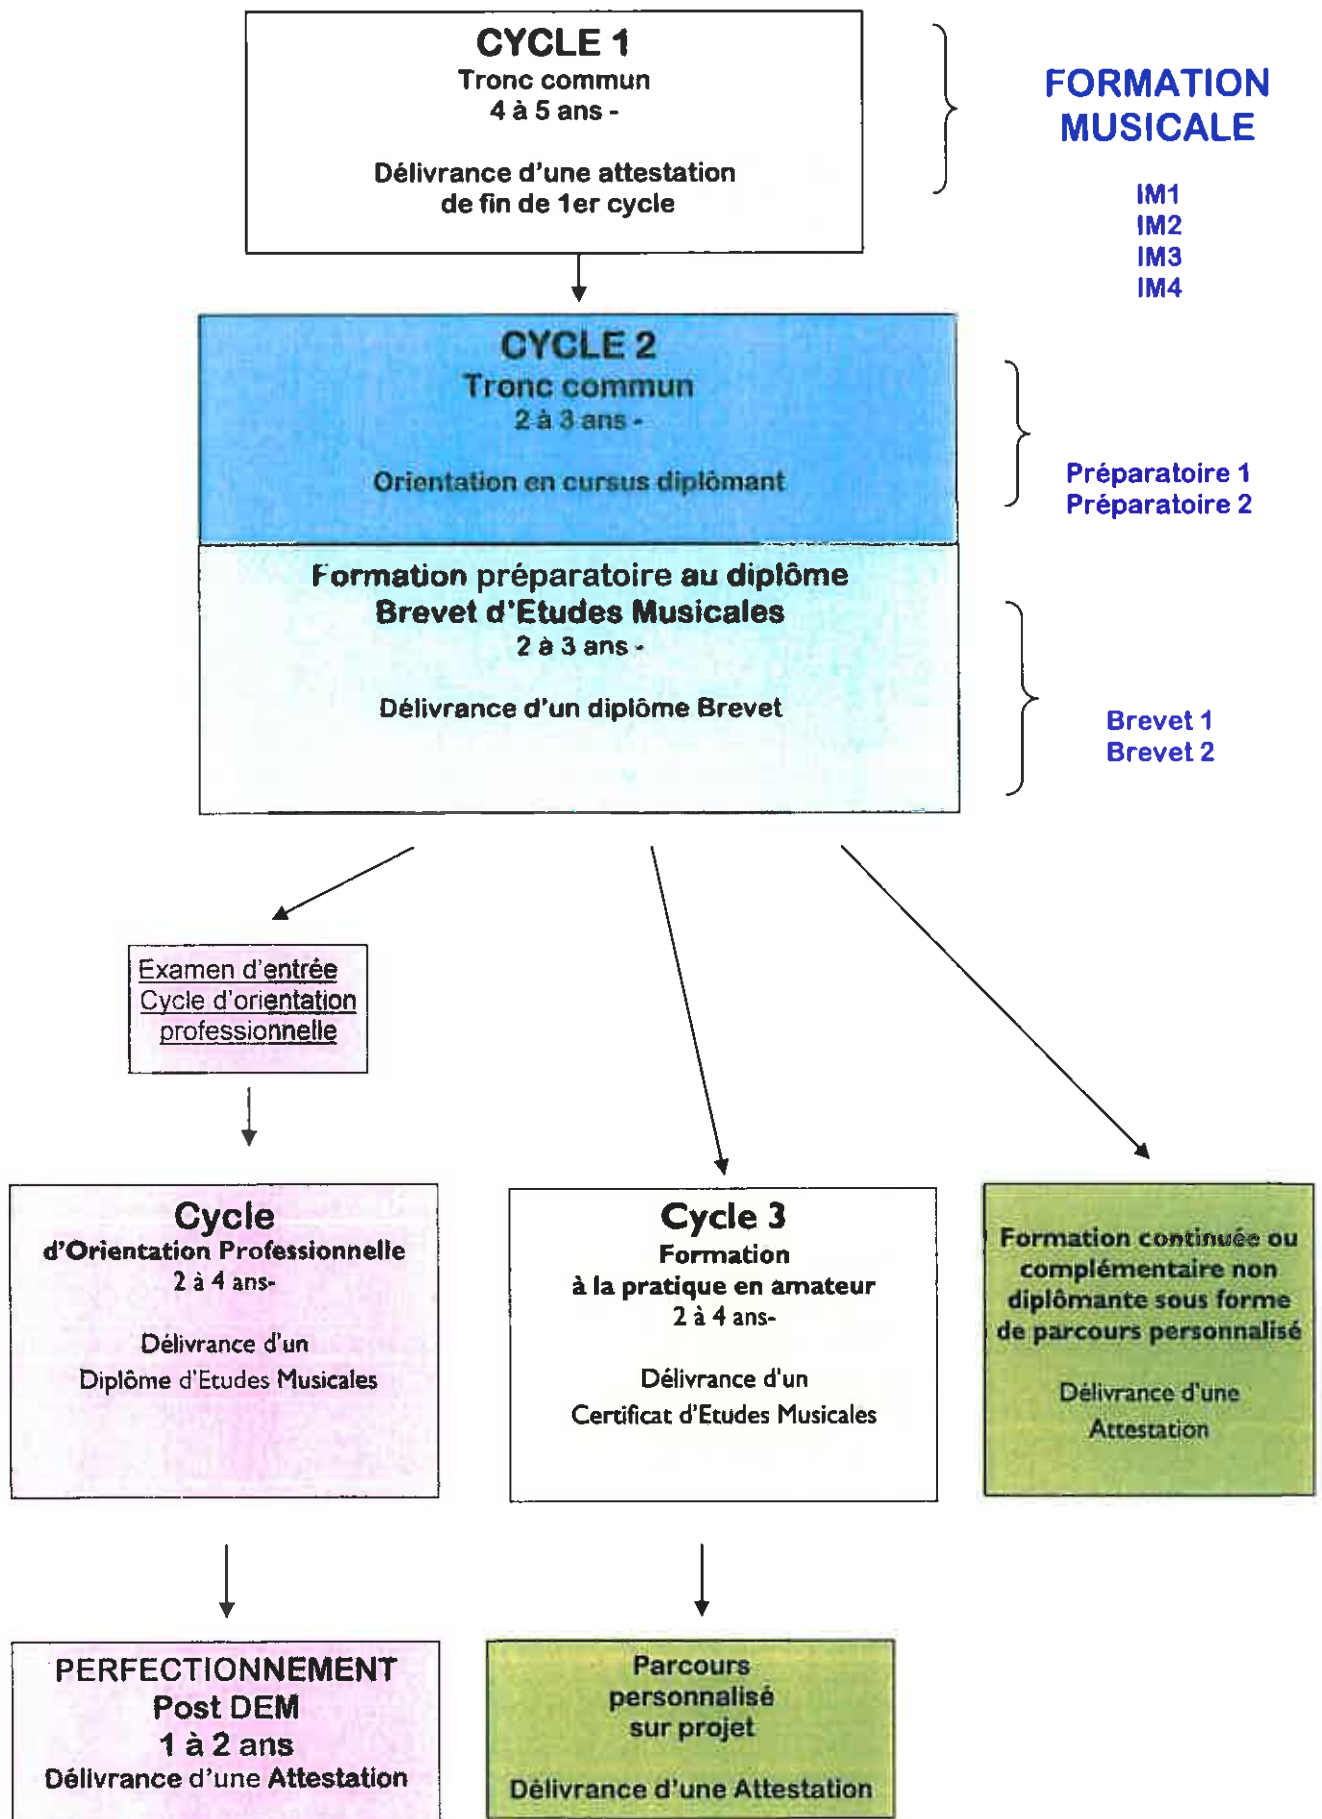 CYCLE 1
Tronc commun
4 à 5 ans -
Délivrance d'une attestation
de fin de 1er cycle
FORMATION
MUSICALE
IM1
IM2
IM3
IM4
CYCLE 2
Tronc commun
2 à 3 ans -
Orientation en cursus diplômant
Préparatoire 1
Préparatoire 2
Formation préparatoire au diplôme
Brevet d'Etudes Musicales
2 à 3 ans -
Délivrance d'un diplôme Brevet
Brevet 1
Brevet 2
Examen d'entrée
Cycle d'orientation
professionnelle
Cycle
d'Orientation Professionnelle
2 à 4 ans-
Délivrance d'un
Diplôme d'Etudes Musicales
Cycle 3
Formation
à la pratique en amateur
2 à 4 ans-
Délivrance d'un
Certificat d'Etudes Musicales
Formation continuée ou
complémentaire non
diplômante sous forme
de parcours personnalisé
Délivrance d'une
Attestation
PERFECTIONNEMENT
Post DEM
1 à 2 ans
Délivrance d'une Attestation
Parcours
personnalisé
sur projet
Délivrance d'une Attestation